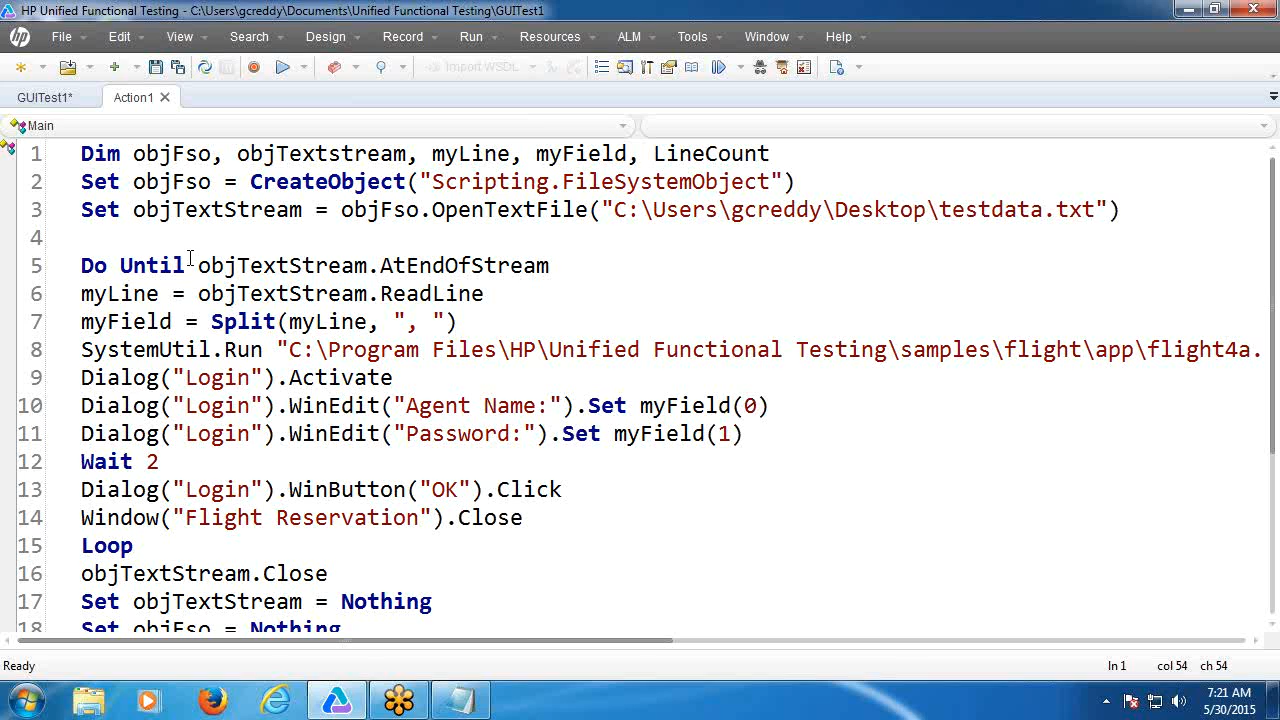 HP Unified Functional Testing - C:\Users\gcreddy\Documents\Unified Functional Testing\GUITest1
hp File Edit View Search Design Record Run Resources ALM Tools Window Help
Import WSDL
GUITest1* Action1
Main
1 Dim objFso, objTextstream, myLine, myField, LineCount
2 Set objFso = CreateObject("Scripting.FileSystemObject")
3 Set objTextStream = objFso.OpenTextFile("C:\Users\gcreddy\Desktop\testdata.txt")
4
5 Do Until objTextStream.AtEndOfStream
6 myLine = objTextStream.ReadLine
7 myField = Split(myLine, ", ")
8 SystemUtil.Run "C:\Program Files\HP\Unified Functional Testing\samples\flight\app\flight4a.
9 Dialog("Login").Activate
10 Dialog("Login").WinEdit("Agent Name:").Set myField(0)
11 Dialog("Login").WinEdit("Password:").Set myField(1)
12 Wait 2
13 Dialog("Login").WinButton("OK").Click
14 Window("Flight Reservation").Close
15 Loop
16 objTextStream.Close
17 Set objTextStream = Nothing
18 Set objFso = Nothing
Ready ln 1 col 54 ch 54
7:21 AM
5/30/2015